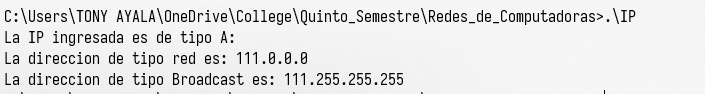 C:\Users\TONY AYALA\OneDrive\College\Quinto_Semestre\Redes_de_Computadoras>.\IP
La IP ingresada es de tipo A:
La direccion de tipo red es: 111.0.0.0
La direccion de tipo Broadcast es: 111.255.255.255